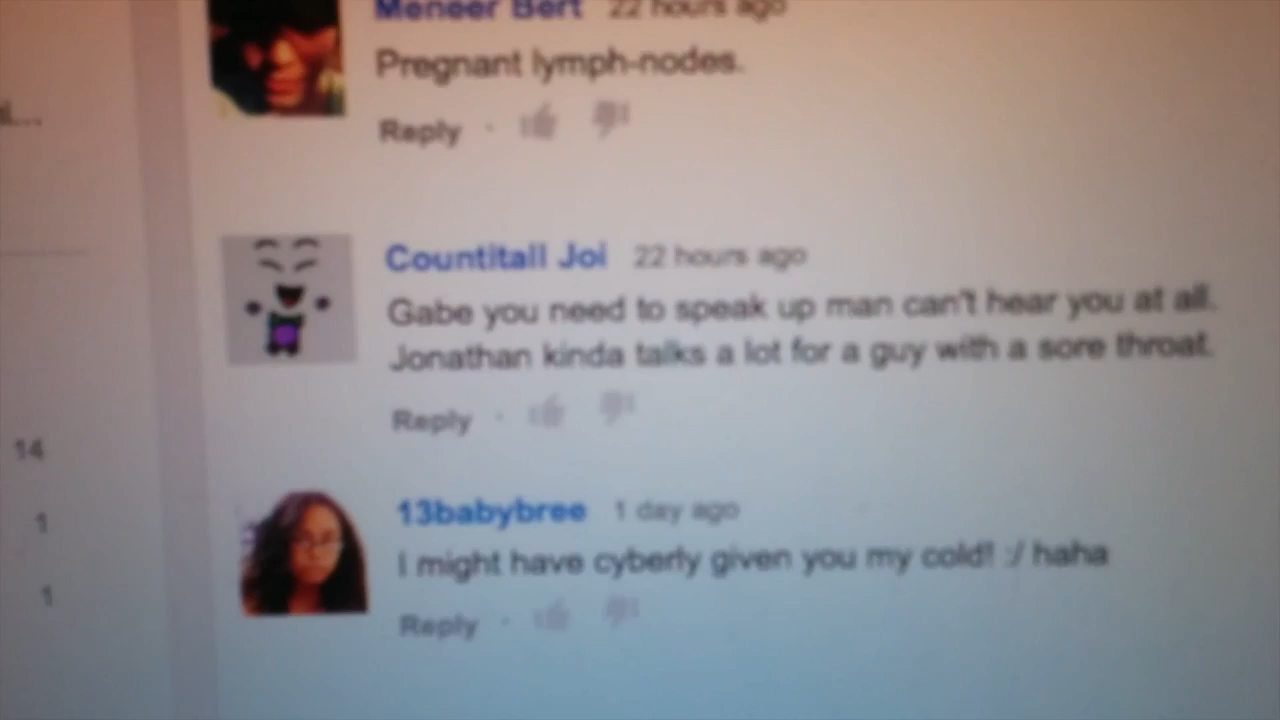 Meneer Bert 22 hours ago
Pregnant lymph-nodes.
Reply
Countitall Joi 22 hours ago
Gabe you need to speak up man can't hear you at all.
Jonathan kinda talks a lot for a guy with a sore throat.
Reply
14
13babybree 1 day ago
1
I might have cyberly given you my cold! :/ haha
1
Reply